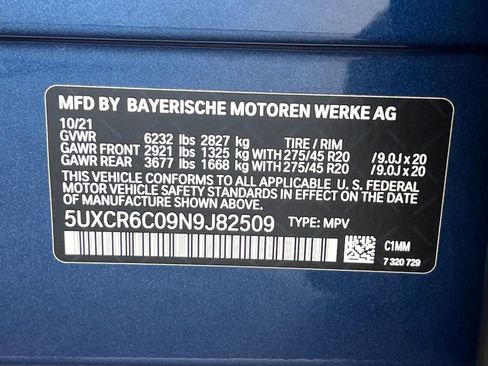 MFD BY BAYERISCHE MOTOREN WERKE AG
10/21
GVWR 6232 lbs 2827 kg TIRE / RIM
GAWR FRONT 2921 lbs 1325 kg WITH 275/45 R20 /9.0J x 20
GAWR REAR 3677 lbs 1668 kg WITH 275/45 R20 /9.0J x 20
THIS VEHICLE CONFORMS TO ALL APPLICABLE U.S. FEDERAL
MOTOR VEHICLE SAFETY STANDARDS IN EFFECT ON THE
DATE OF MANUFACTURE SHOWN ABOVE.
5UXCR6C09N9J82509 TYPE: MPV
C1MM
7 320 729